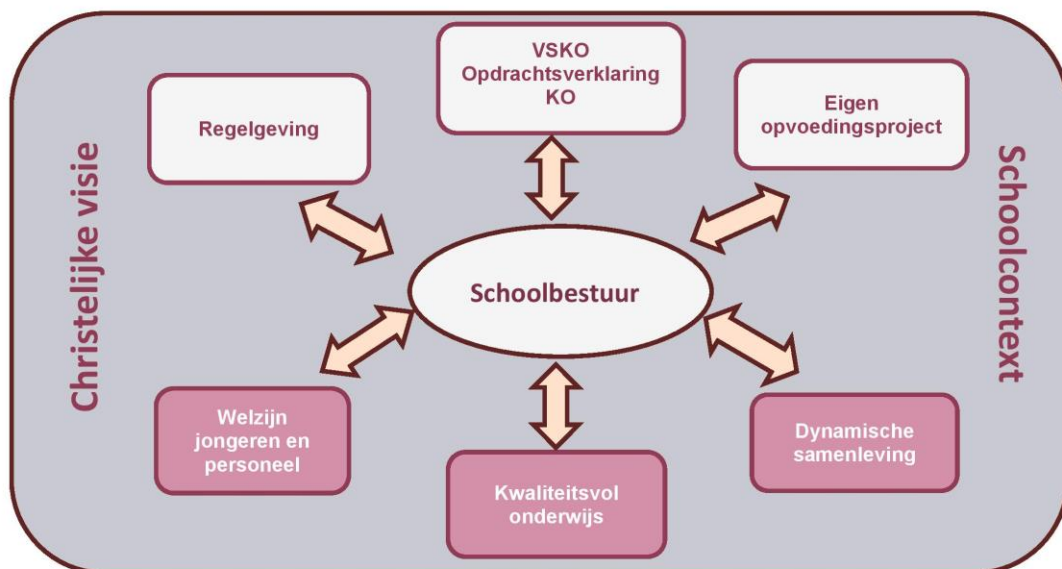 VSKO
Opdrachtsverklaring
KO
Regelgeving
Eigen
opvoedingsproject
Christelijke visie
Schoolcontext
Schoolbestuur
Welzijn
jongeren en
personeel
Kwaliteitsvol
onderwijs
Dynamische
samenleving